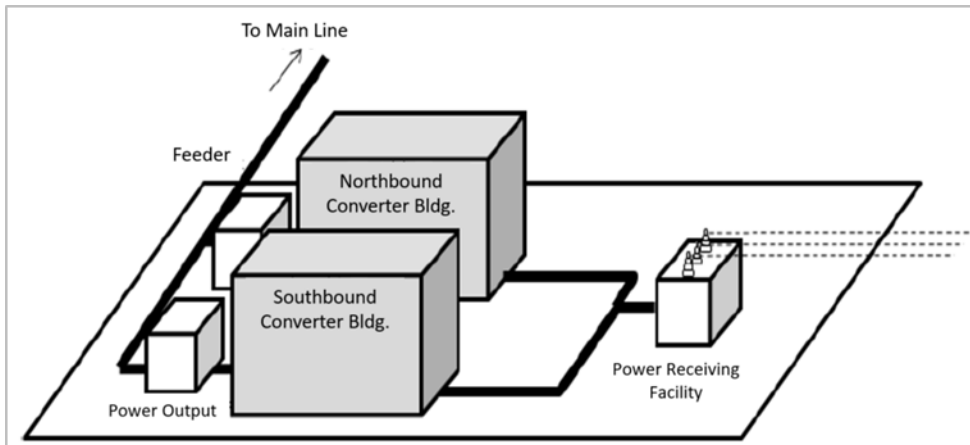 To Main Line
Feeder
Northbound
Converter Bldg.
Southbound
Converter Bldg.
Power Output
Power Receiving
Facility